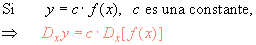 Si y = c · f(x), c es una constante,
⇒ Dₓy = c · Dₓ[f(x)]